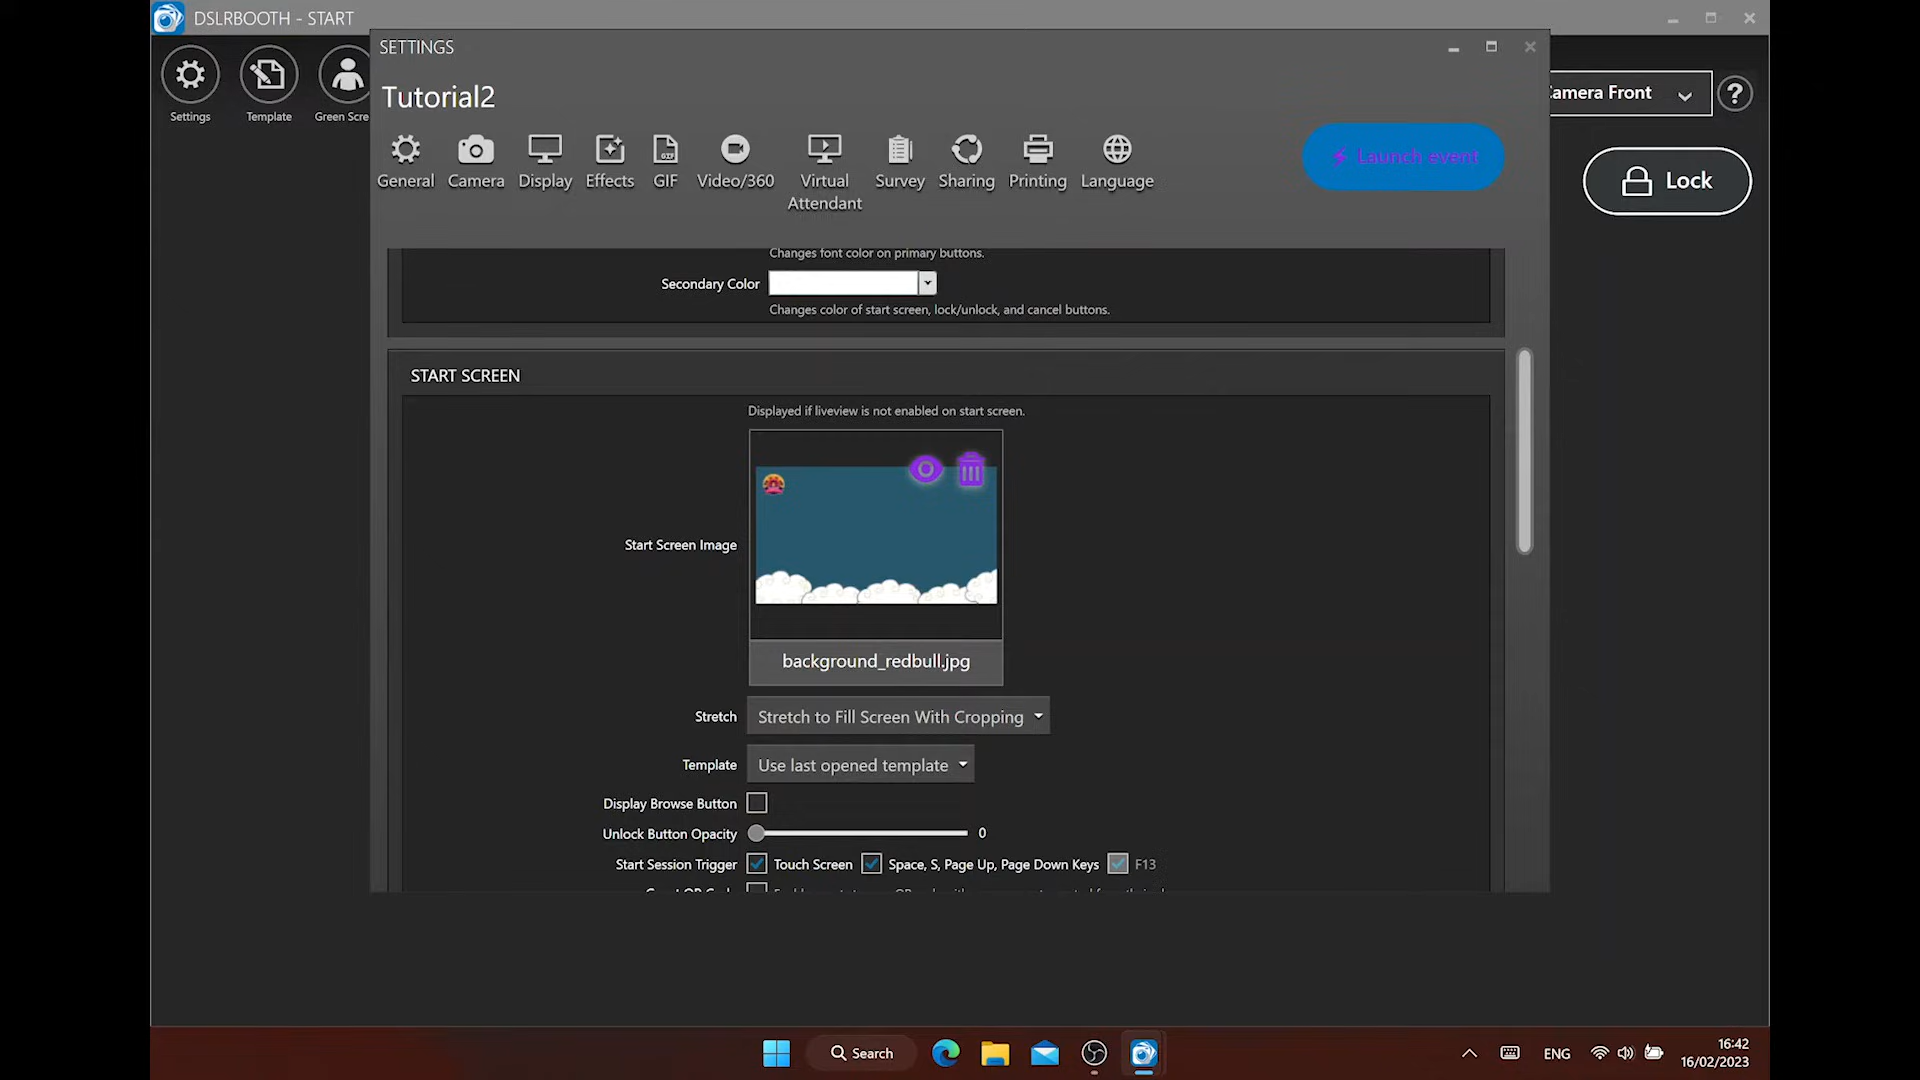 DSLRBOOTH - START
SETTINGS
Tutorial2
Settings
Template
Green Scre
General
Camera
Display
Effects
GIF
Video/360
Virtual
Attendant
Survey
Sharing
Printing
Language
Launch event
Camera Front
?
Lock
Changes font color on primary buttons.
Secondary Color
Changes color of start screen, lock/unlock, and cancel buttons.
START SCREEN
Displayed if liveview is not enabled on start screen.
Start Screen Image
background_redbull.jpg
Stretch
Stretch to Fill Screen With Cropping
Template
Use last opened template
Display Browse Button
Unlock Button Opacity
0
Start Session Trigger
Touch Screen
Space, S, Page Up, Page Down Keys
F13
Search
ENG
16:42
16/02/2023